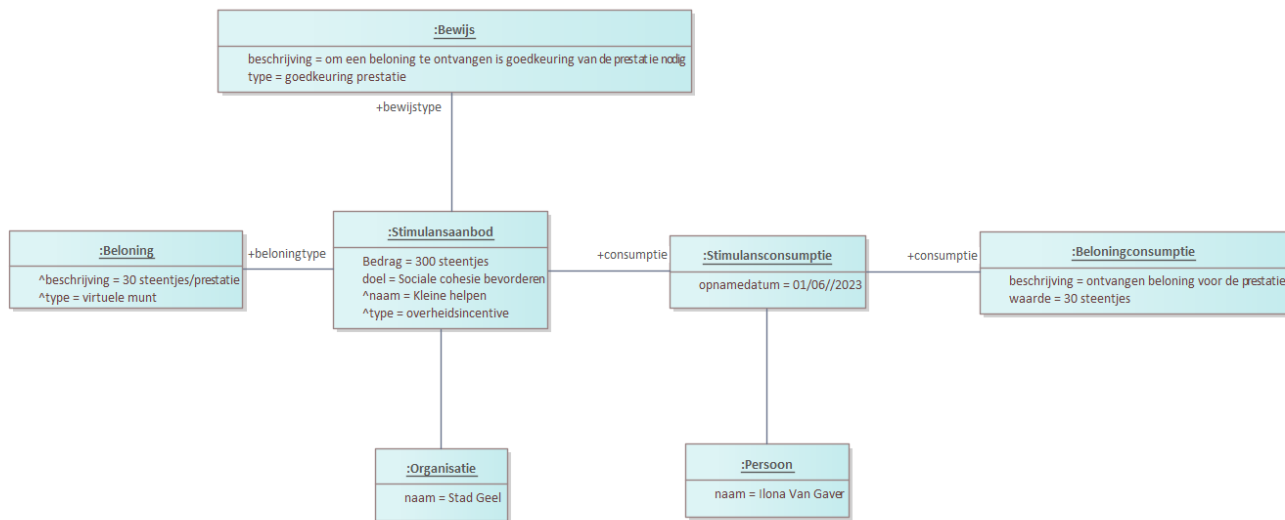 :Bewijs
beschrijving = om een beloning te ontvangen is goedkeuring van de prestatie nodig
type = goedkeuring prestatie
+bewijstype
:Beloning
^beschrijving = 30 steentjes/prestatie
^type = virtuele munt
+beloningtype
:Stimulansaanbod
Bedrag = 300 steentjes
doel = Sociale cohesie bevorderen
^naam = Kleine helpen
^type = overheidsincentive
+consumptie
:Stimulansconsumptie
opnamedatum = 01/06//2023
+consumptie
:Beloningconsumptie
beschrijving = ontvangen beloning voor de prestatie
waarde = 30 steentjes
:Organisatie
naam = Stad Geel
:Persoon
naam = Ilona Van Gaver